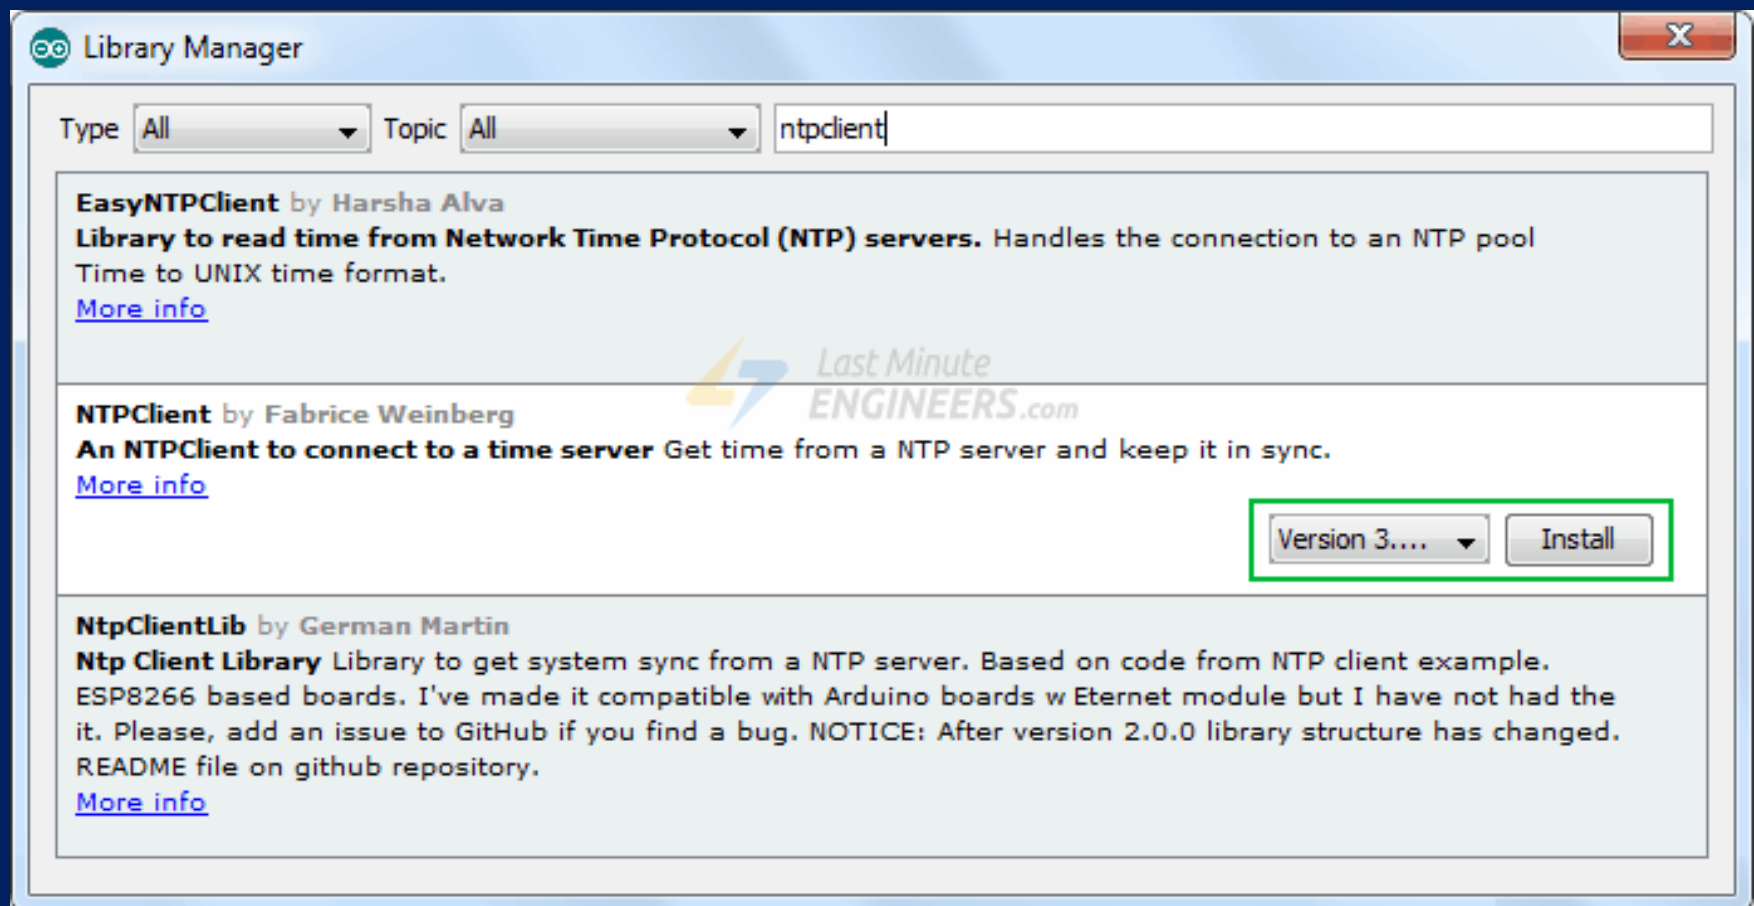 Library Manager
X
Type All Topic All ntpclient
EasyNTPClient by Harsha Alva
Library to read time from Network Time Protocol (NTP) servers. Handles the connection to an NTP pool
Time to UNIX time format.
More info
Last Minute
ENGINEERS.com
NTPClient by Fabrice Weinberg
An NTPClient to connect to a time server Get time from a NTP server and keep it in sync.
More info
Version 3.... Install
NtpClientLib by German Martin
Ntp Client Library Library to get system sync from a NTP server. Based on code from NTP client example.
ESP8266 based boards. I've made it compatible with Arduino boards w Eternet module but I have not had the
it. Please, add an issue to GitHub if you find a bug. NOTICE: After version 2.0.0 library structure has changed.
README file on github repository.
More info